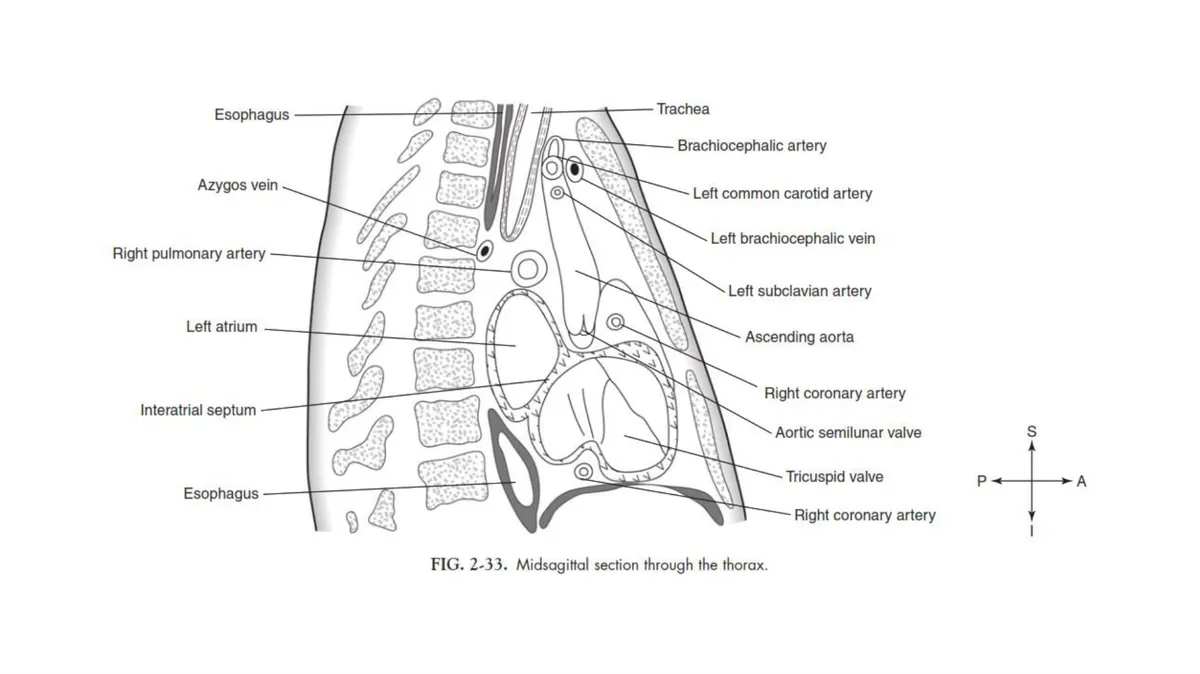 Esophagus
Trachea
Brachiocephalic artery
Azygos vein
Left common carotid artery
Left brachiocephalic vein
Right pulmonary artery
Left subclavian artery
Left atrium
Ascending aorta
Right coronary artery
Interatrial septum
Aortic semilunar valve
S
Tricuspid valve
P
A
Esophagus
Right coronary artery
I
FIG. 2-33. Midsagittal section through the thorax.